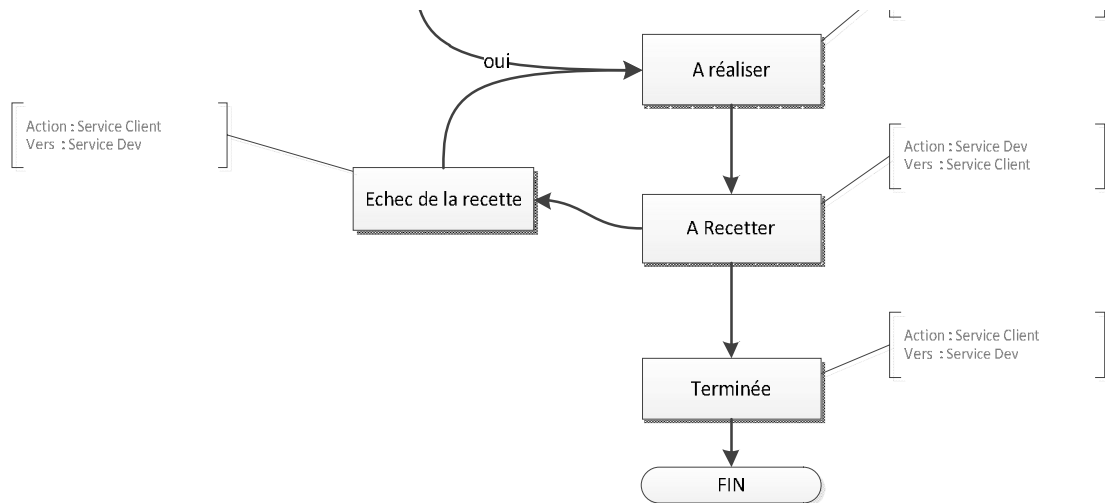 oui
A réaliser
Action : Service Client
Vers : Service Dev
Echec de la recette
Action : Service Dev
Vers : Service Client
A Recetter
Action : Service Client
Vers : Service Dev
Terminée
FIN